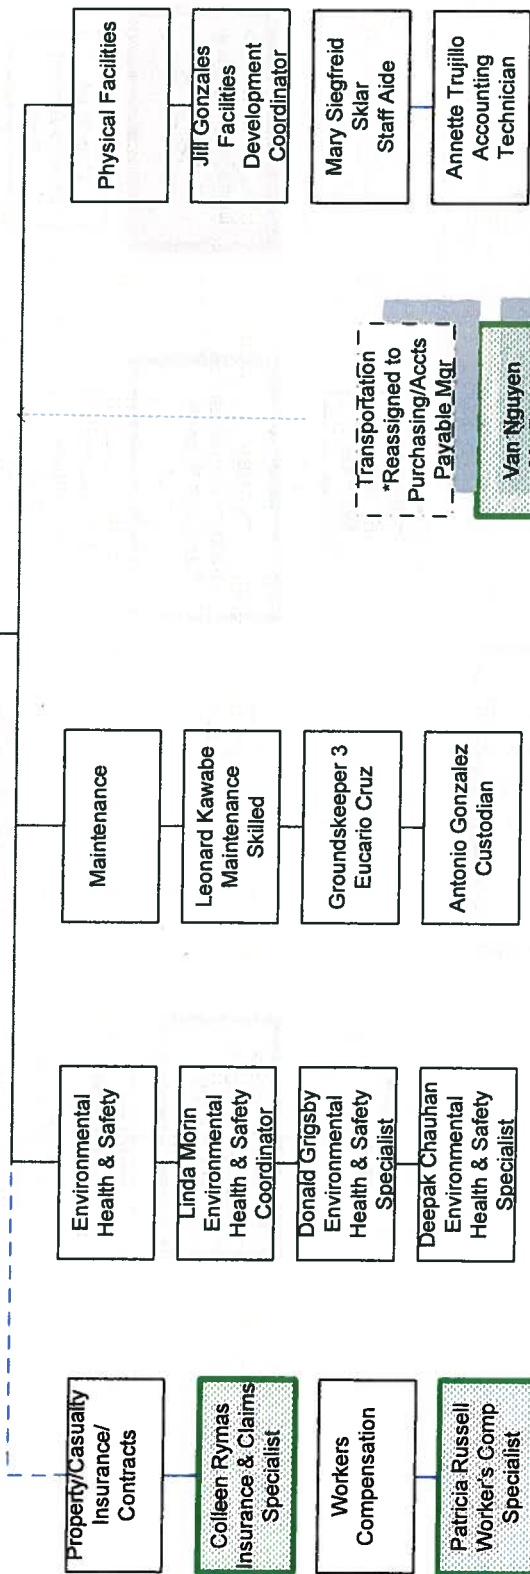 Property/Casualty
Insurance/
Contracts
Colleen Rymas
Insurance & Claims
Specialist
Workers
Compensation
Patricia Russell
Worker's Comp
Specialist
Environmental
Health & Safety
Linda Morin
Environmental
Health & Safety
Coordinator
Donald Grigsby
Environmental
Health & Safety
Specialist
Deepak Chauhan
Environmental
Health & Safety
Specialist
Maintenance
Leonard Kawabe
Maintenance
Skilled
Groundskeeper 3
Eucario Cruz
Antonio Gonzalez
Custodian
Transportation
*Reassigned to
Purchasing/Accts
Payable Mgr
Van Nguyen
Physical Facilities
Jill Gonzales
Facilities
Development
Coordinator
Mary Siegfreid
Sklar
Staff Aide
Annette Trujillo
Accounting
Technician